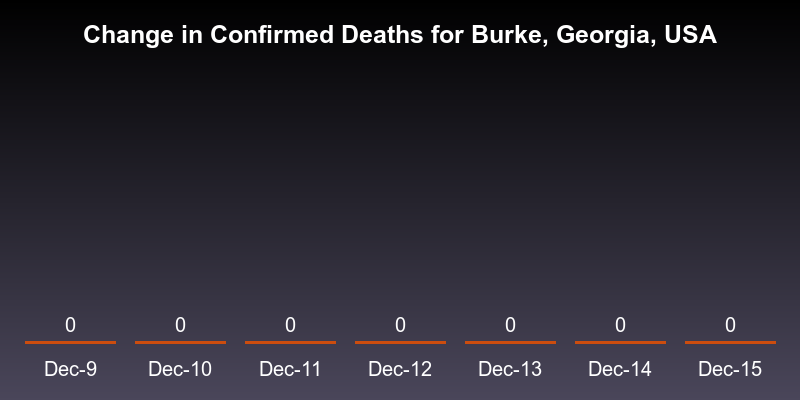 Change in Confirmed Deaths for Burke, Georgia, USA
0 0 0 0 0 0 0
Dec-9 Dec-10 Dec-11 Dec-12 Dec-13 Dec-14 Dec-15